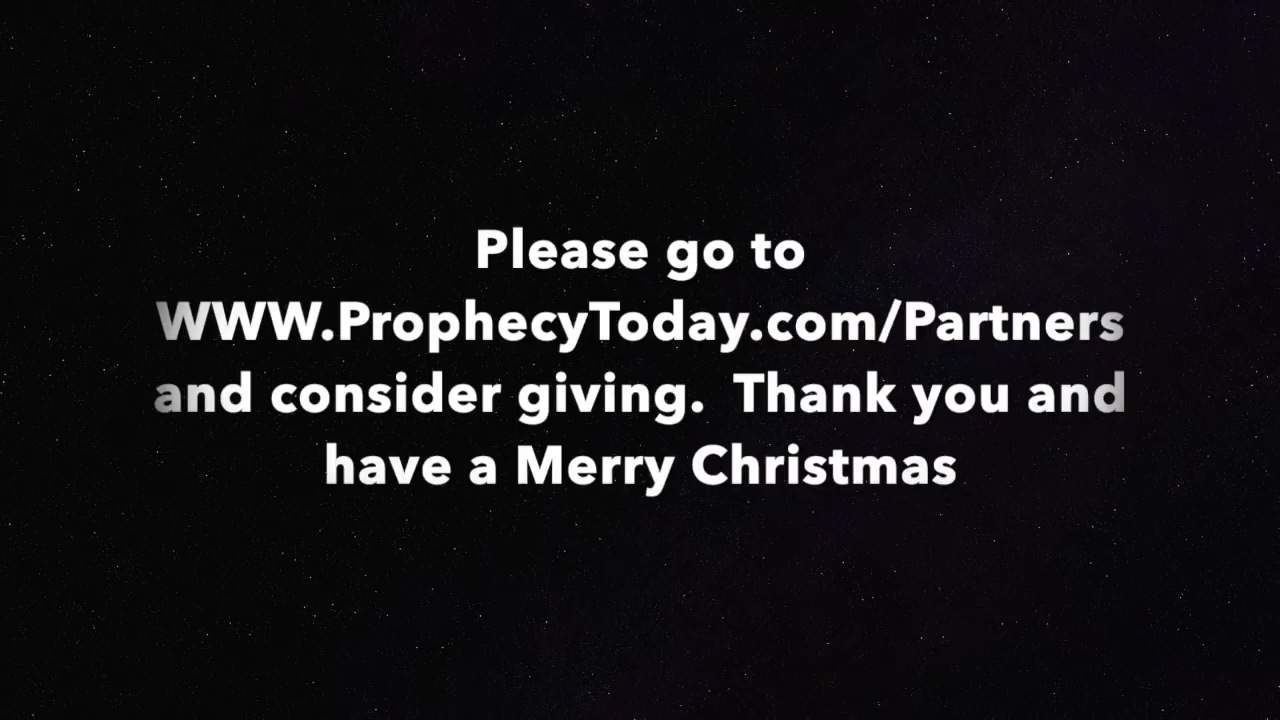 Please go to
WWW.ProphecyToday.com/Partners
and consider giving.  Thank you and
have a Merry Christmas